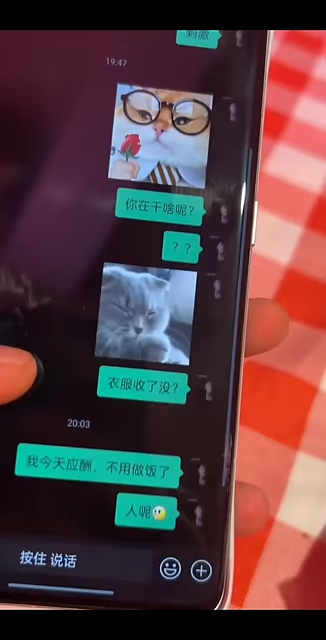 刺激
19:47
你在干啥呢？
？？
衣服收了没？
20:03
我今天应酬．不用做饭了
人呢
按住 说话